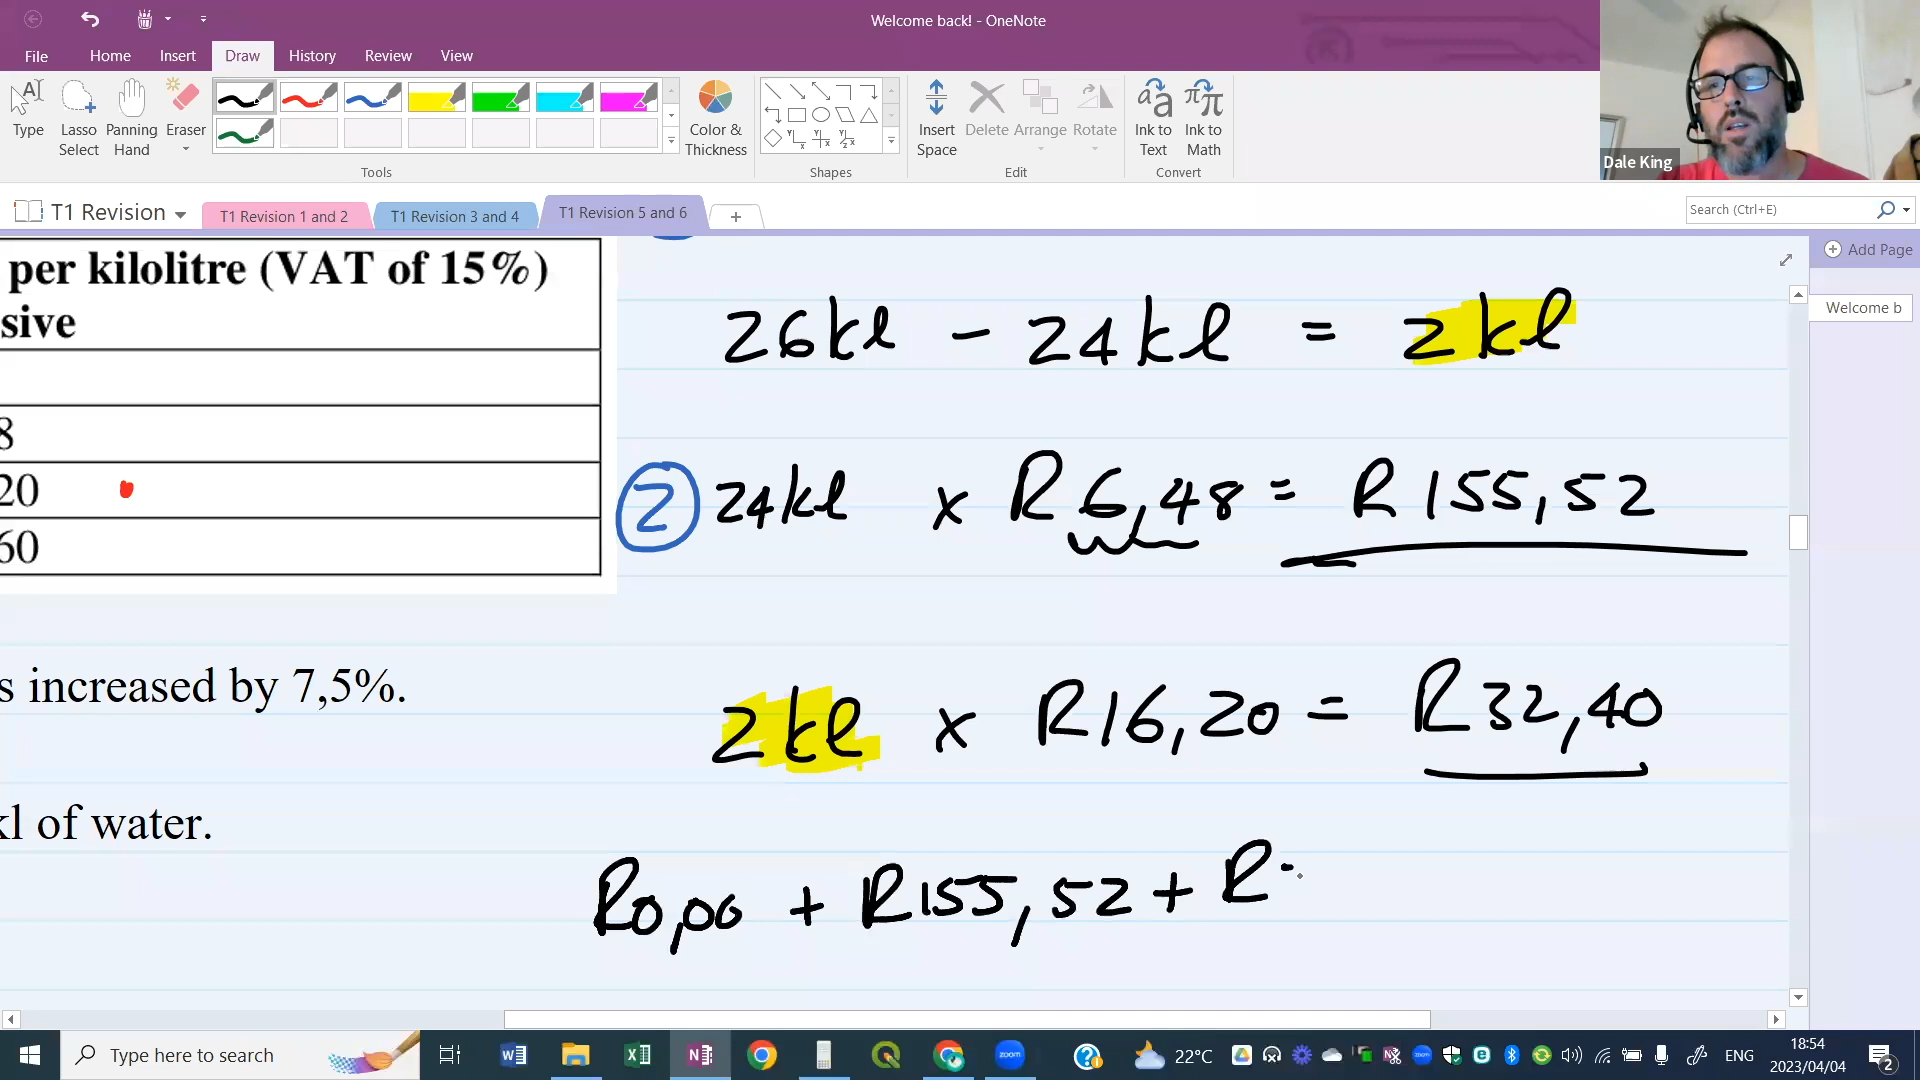 Welcome back! - OneNote
File Home Insert Draw History Review View
Type
Lasso Select
Panning Hand
Eraser
Color & Thickness
Insert Space
Delete
Arrange
Rotate
Ink to Text
Ink to Math
Tools
Shapes
Edit
Convert
Dale King
T1 Revision
T1 Revision 1 and 2
T1 Revision 3 and 4
T1 Revision 5 and 6
Search (Ctrl+E)
Add Page
Welcome b
per kilolitre (VAT of 15%)
sive
8
20
60
s increased by 7,5%.
kl of water.
26kl - 24kl = 2kl
2 24kl x R6,48 = R155,52
2kl x R16,20 = R32,40
R0,00 + R155,52 + R
Type here to search
22°C
ENG
18:54
2023/04/04
2